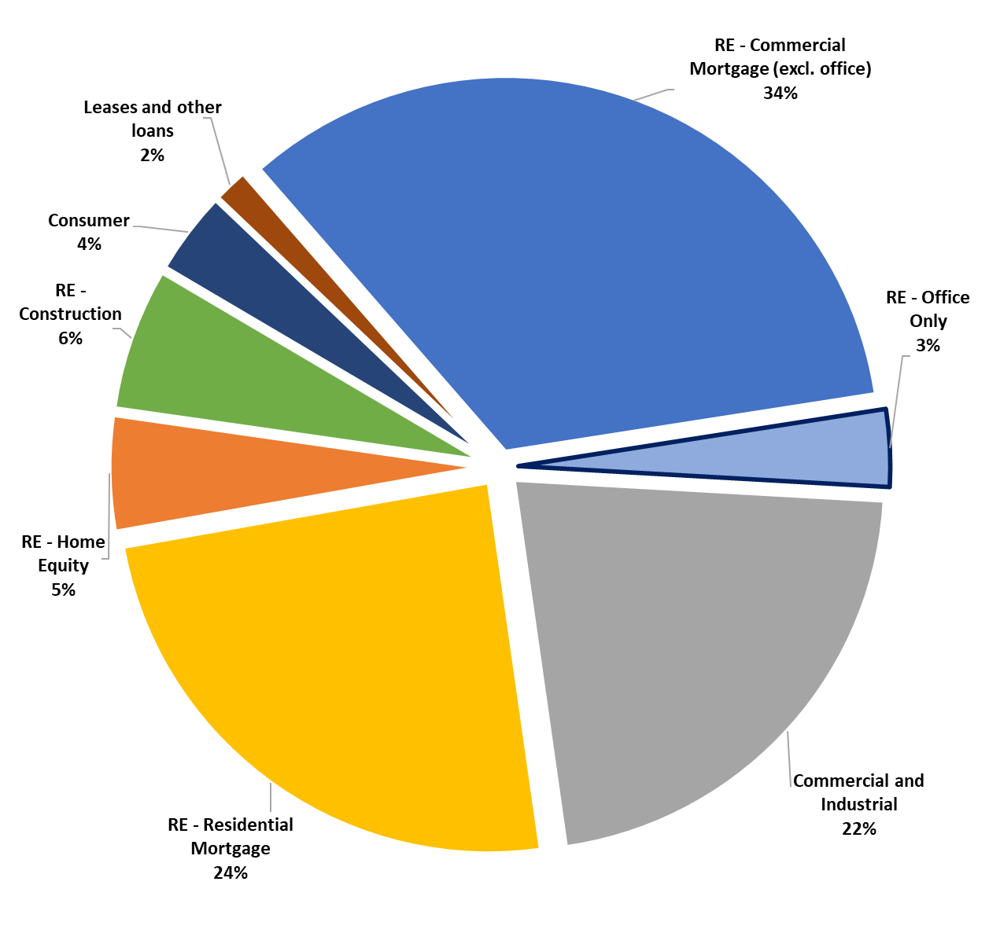 RE - Commercial
Mortgage (excl. office)
34%
Leases and other
loans
2%
Consumer
4%
RE -
Construction
6%
RE - Office
Only
3%
RE - Home
Equity
5%
Commercial and
Industrial
22%
RE - Residential
Mortgage
24%